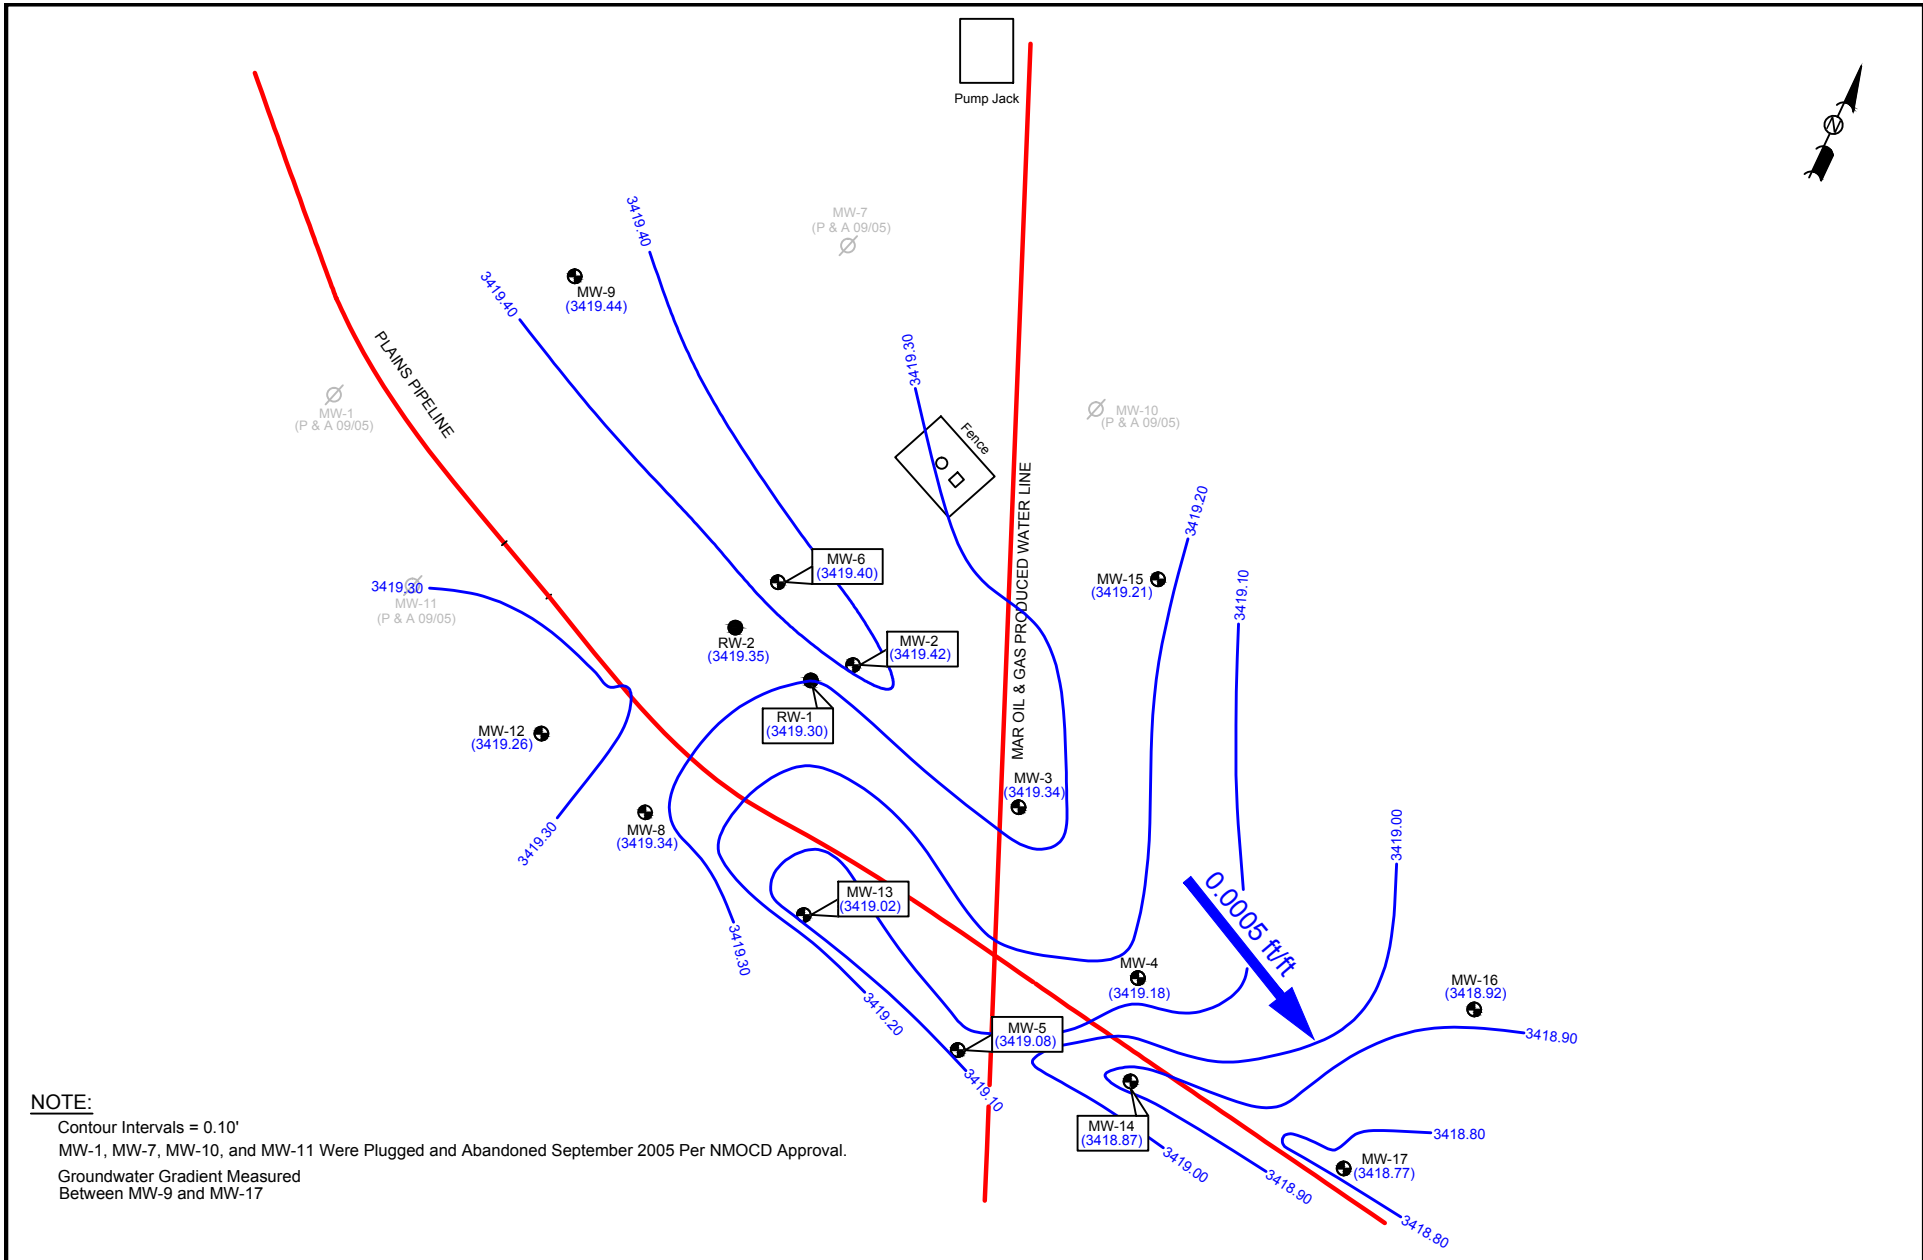 Pump Jack
N
3419.40
MW-7
(P & A 09/05)
3419.40
MW-9
(3419.44)
PLAINS PIPELINE
3419.30
MW-1
(P & A 09/05)
Fence
MW-10
(P & A 09/05)
MAR OIL & GAS PRODUCED WATER LINE
3419.20
MW-6
(3419.40)
MW-15
(3419.21)
3419.10
3419.30
MW-11
(P & A 09/05)
RW-2
(3419.35)
MW-2
(3419.42)
RW-1
(3419.30)
MW-12
(3419.26)
MW-3
(3419.34)
MW-8
(3419.34)
3419.30
3419.00
MW-13
(3419.02)
0.0005 ft/ft
3419.30
MW-4
(3419.18)
MW-16
(3418.92)
3419.20
MW-5
(3419.08)
3418.90
3419.10
MW-14
(3418.87)
3418.80
3419.00
MW-17
(3418.77)
3418.90
3418.80
NOTE:
Contour Intervals = 0.10'
MW-1, MW-7, MW-10, and MW-11 Were Plugged and Abandoned September 2005 Per NMOCD Approval.
Groundwater Gradient Measured
Between MW-9 and MW-17